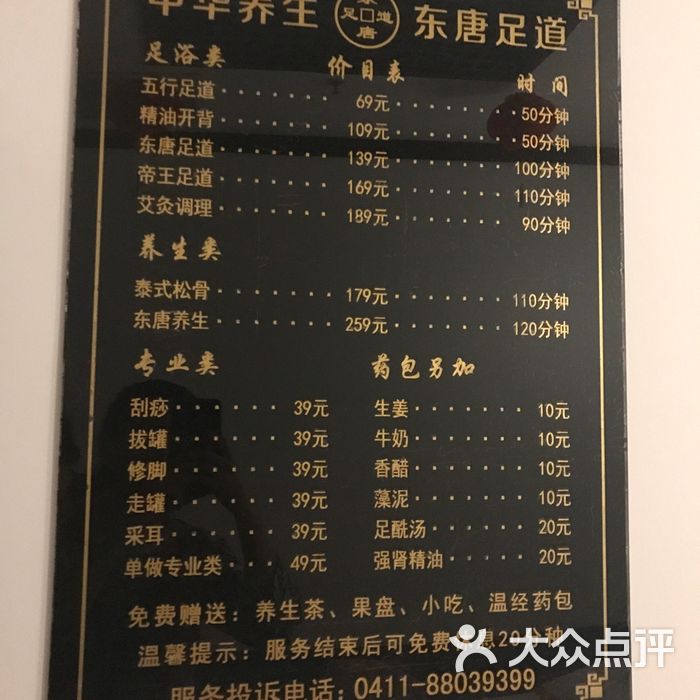 中华养生 足道 唐 东唐足道
足浴类 价目表 时间
五行足道 69元 50分钟
精油开背 109元 50分钟
东唐足道 139元 100分钟
帝王足道 169元 110分钟
艾灸调理 189元 90分钟
养生类
泰式松骨 179元 110分钟
东唐养生 259元 120分钟
专业类 药包另加
刮痧 39元 生姜 10元
拔罐 39元 牛奶 10元
修脚 39元 香醋 10元
走罐 39元 藻泥 10元
采耳 39元 足酰汤 20元
单做专业类 49元 强肾精油 20元
免费赠送：养生茶、果盘、小吃、温经药包
温馨提示：服务结束后可免费休息20分钟
服务投诉电话：0411-88039399
大众点评